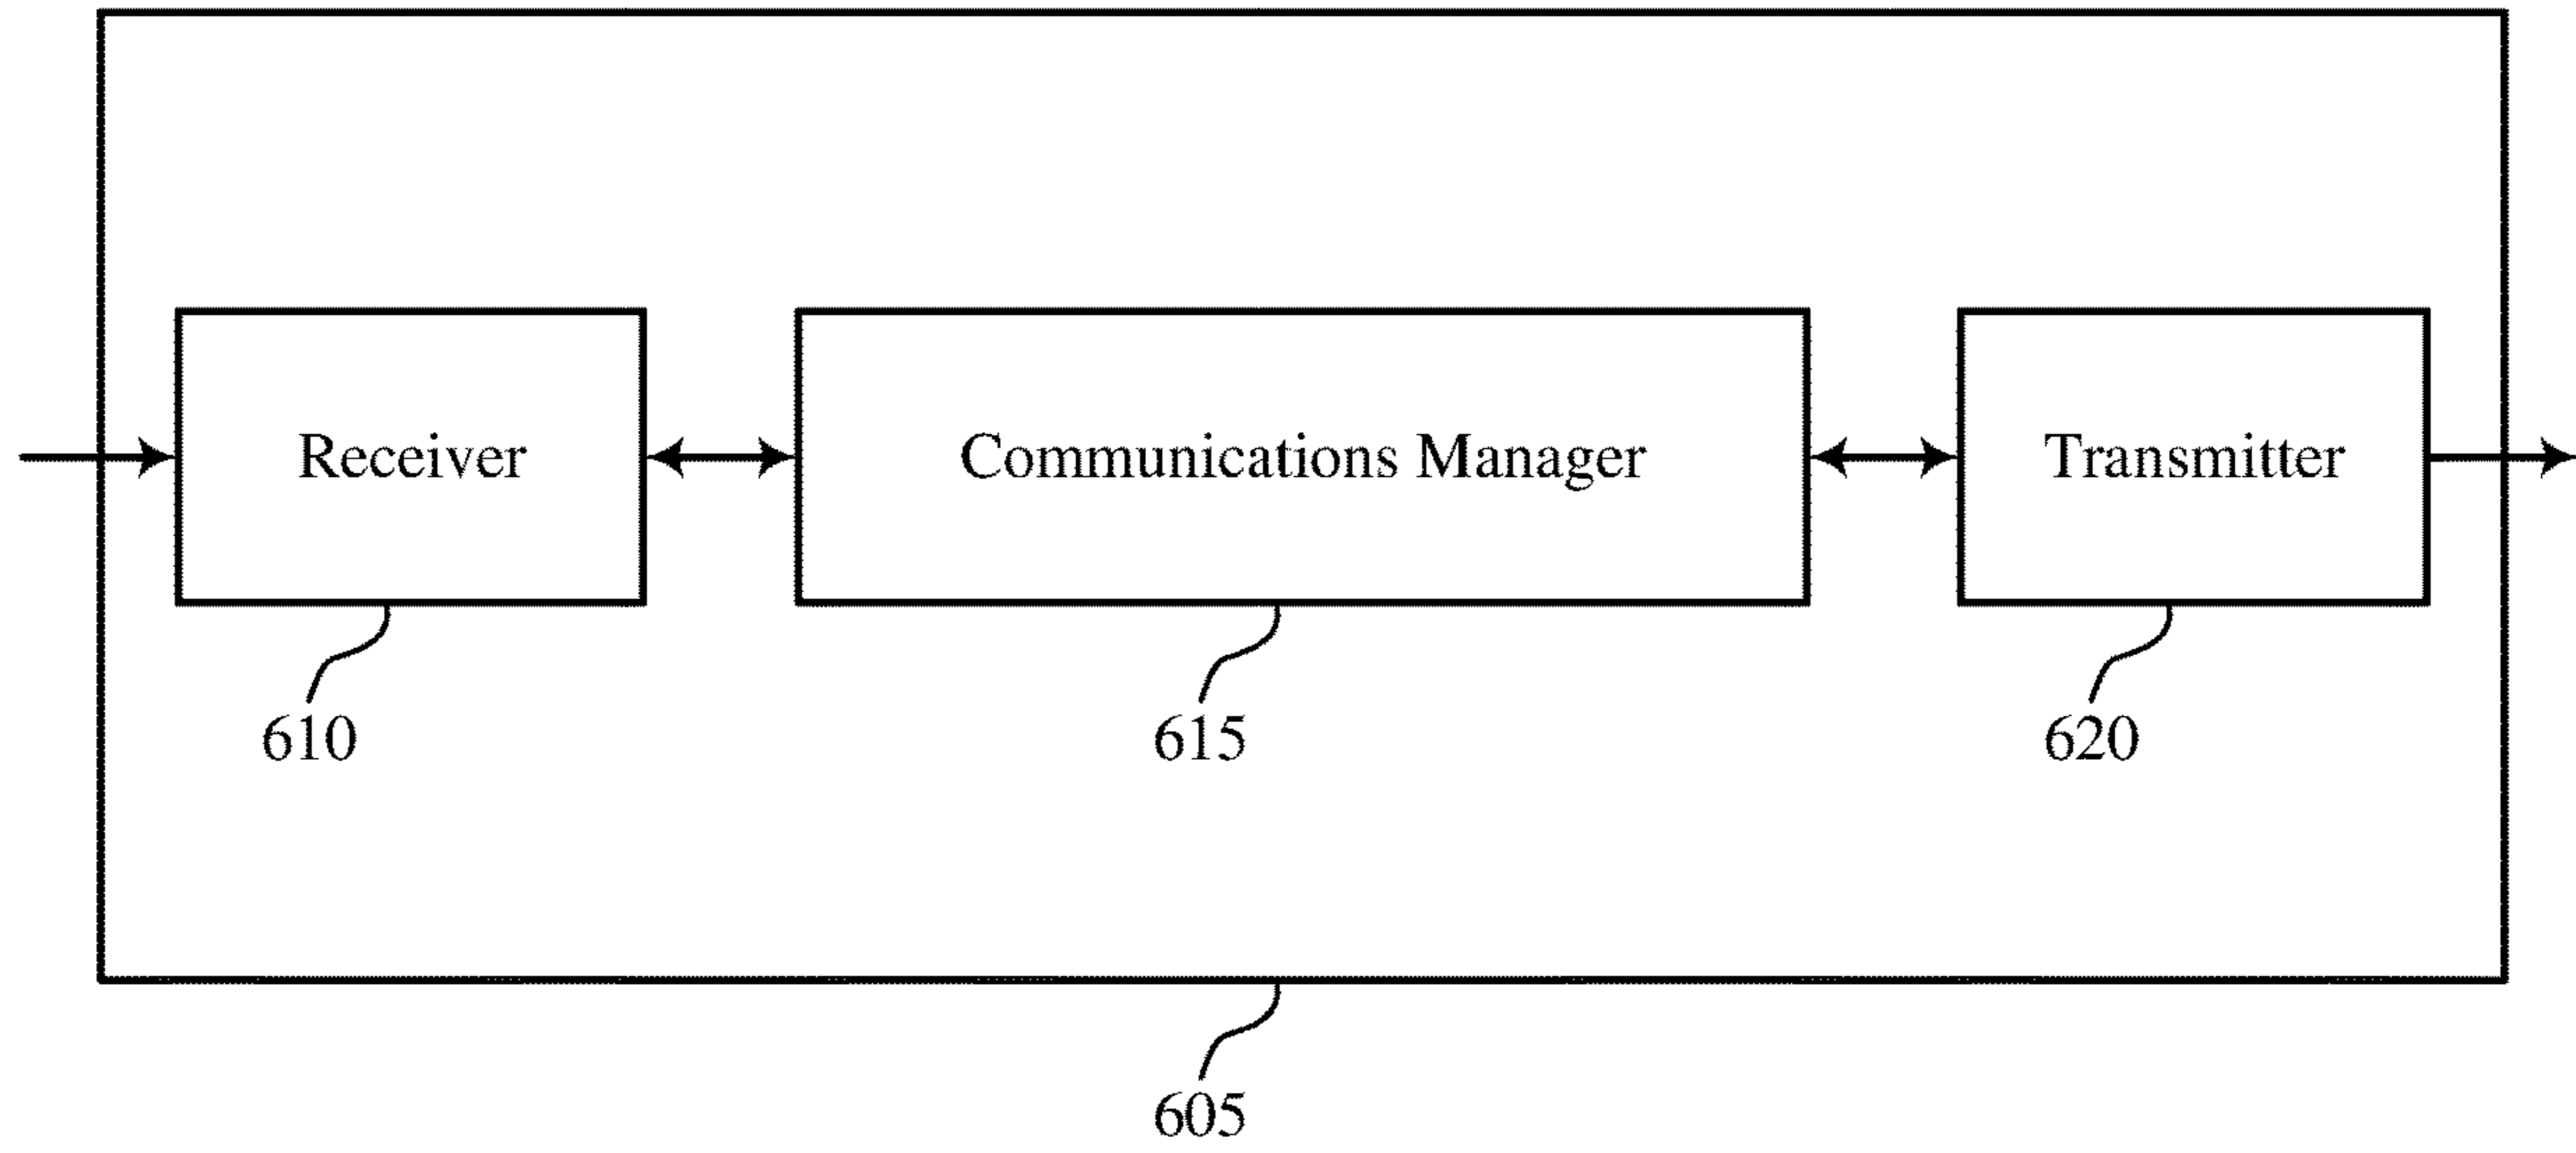 Receiver
Communications Manager
Transmitter
610
615
620
605